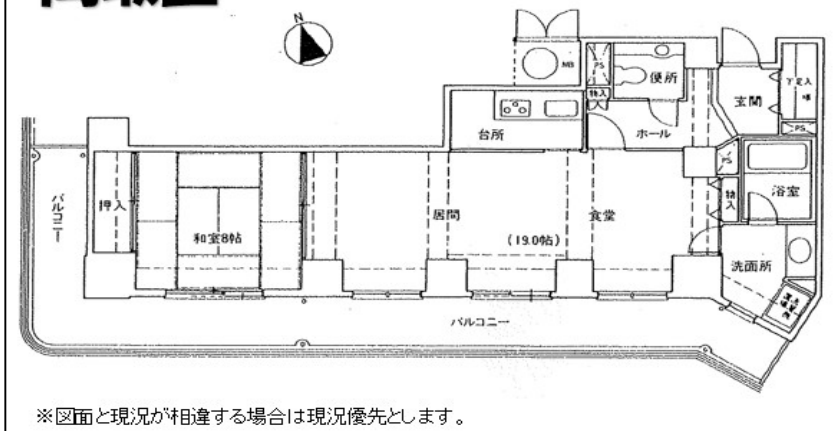 間取図
N
MB
PS
便所
物入
台所
ホール
玄関
下足入
PS
PS
浴室
物入
バルコニー
押入
和室8帖
居間
(19.0帖)
食堂
洗面所
バルコニー
※図面と現況が相違する場合は現況優先とします。